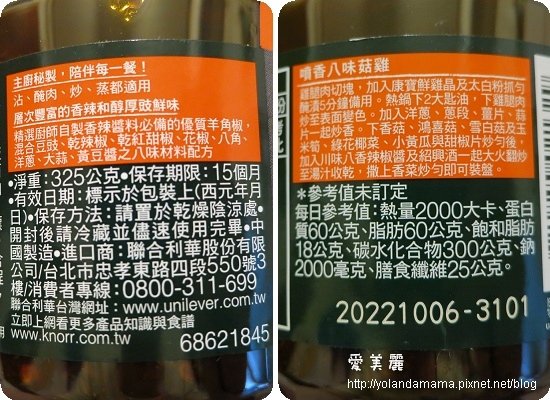 主廚秘製，陪伴每一餐！
沾、醃肉、炒、蒸都適用
層次豐富的香辣和醇厚豉鮮味
精選廚師自製香辣醬料必備的優質羊角椒，
混合豆豉、乾辣椒、乾紅甜椒、花椒、八角、
洋蔥、大蒜、黃豆醬之八味材料配方
•淨重：325公克•保存期限：15個月
•有效日期：標示於包裝上(西元年月
日)•保存方法：請置於乾燥陰涼處，
開封後請冷藏並儘速使用完畢•中
國製造•進口商：聯合利華股份有限
公司/台北市忠孝東路四段550號3
樓/消費者專線：0800-311-699
聯合利華台灣網址：www.unilever.com.tw
立即上網看更多產品知識與食譜
www.knorr.com.tw
68621845
噴香八味菇雞
雞腿肉切塊，加入康寶鮮雞晶及太白粉抓勻
醃漬5分鐘備用。熱鍋下2大匙油，下雞腿肉
炒至表面變色。加入洋蔥、蔥段、薑片、蒜
片一起炒香。下香菇、鴻喜菇、雪白菇及玉
米筍、綠花椰菜、小黃瓜與甜椒片炒勻後，
加入川味八香辣椒醬及紹興酒一起大火翻炒
至湯汁收乾，撒上香菜炒勻即可裝盤。
*參考值未訂定
每日參考值：熱量2000大卡、蛋白
質60公克、脂肪60公克、飽和脂肪
18公克、碳水化合物300公克、鈉
2000毫克、膳食纖維25公克。
20221006-3101
愛美麗
http://yolandamama.pixnet.net/blog